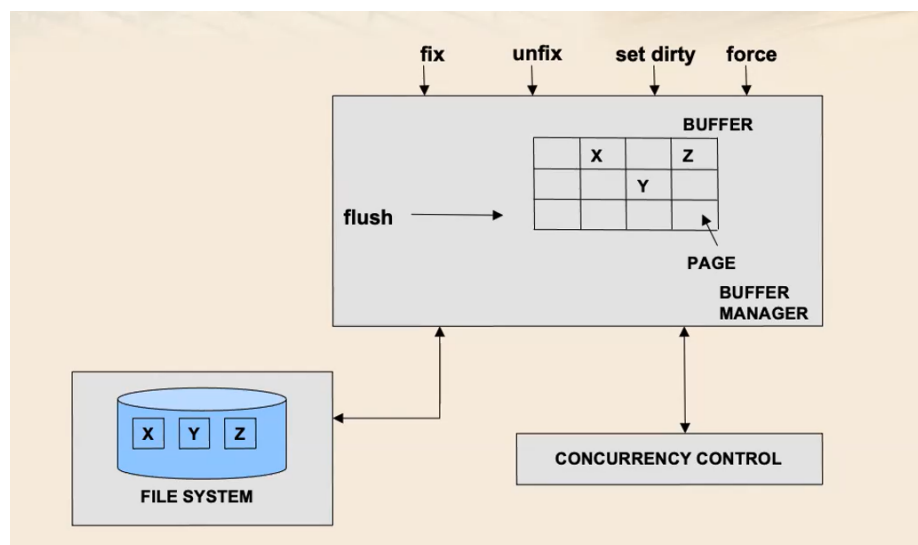 fix unfix set dirty force
BUFFER
X Z
Y
flush
PAGE
BUFFER
MANAGER
X Y Z
FILE SYSTEM
CONCURRENCY CONTROL